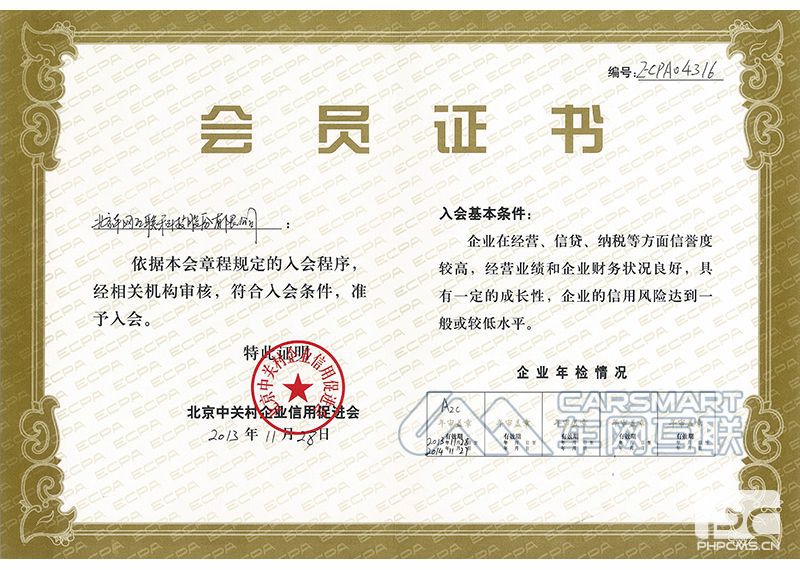 编号: ZCPA04316
会员证书
北京车网互联科技股份有限公司：
依据本会章程规定的入会程序，
经相关机构审核，符合入会条件，准
予入会。
特此证明
北京中关村企业信用促进会
2013 年 11 月 28 日
北京中关村企业信用促进会
入会基本条件：
企业在经营、信贷、纳税等方面信誉度
较高，经营业绩和企业财务状况良好，具
有一定的成长性，企业的信用风险达到一
般或较低水平。
企业年检情况
A2C
年审盖章 年审盖章 年审盖章 年审盖章 年审盖章
有效期 有效期 有效期 有效期 有效期
2013年11月28
2014年11月27
CARSMART
车网互联
PHPCMS.CN